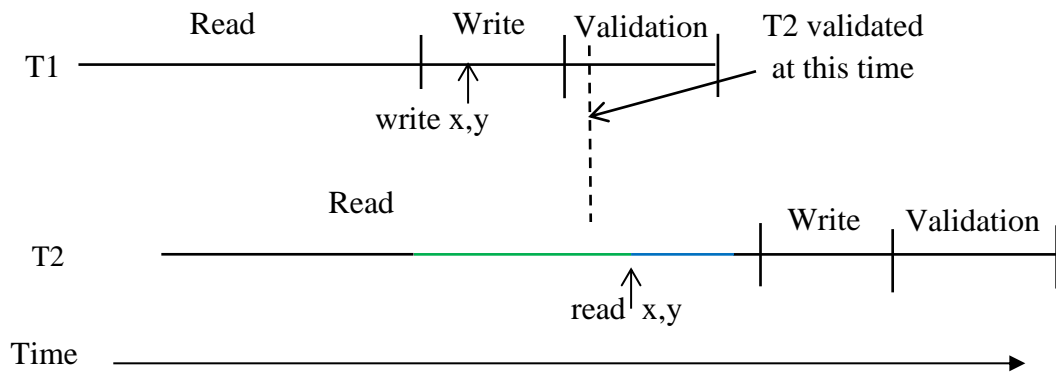 Read Write Validation T2 validated
at this time
T1
write x,y
Read
Write Validation
T2
read x,y
Time